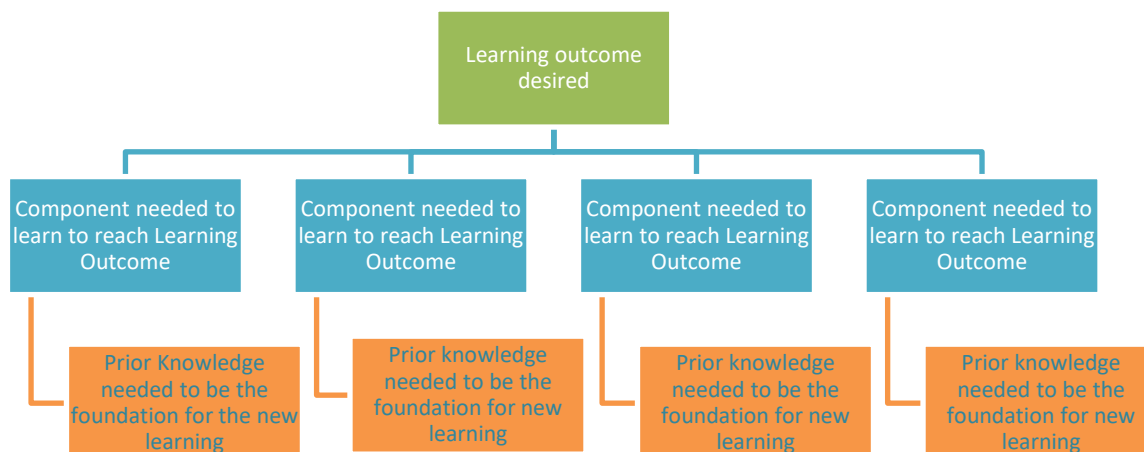 Learning outcome
desired
Component needed to
learn to reach Learning
Outcome
Component needed to
learn to reach Learning
Outcome
Component needed to
learn to reach Learning
Outcome
Component needed to
learn to reach Learning
Outcome
Prior Knowledge
needed to be the
foundation for the new
learning
Prior knowledge
needed to be the
foundation for new
learning
Prior knowledge
needed to be the
foundation for new
learning
Prior knowledge
needed to be the
foundation for new
learning